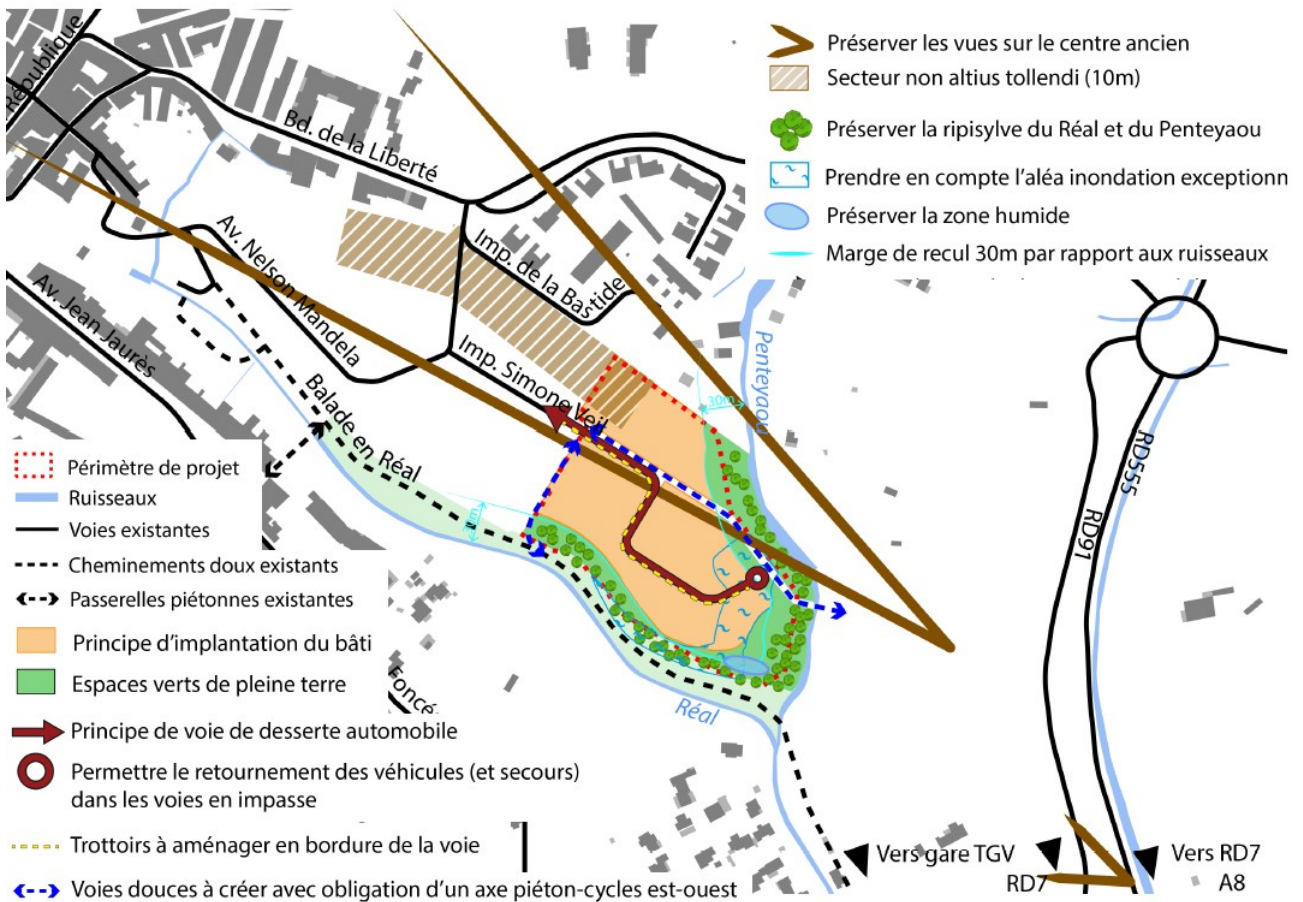 Préserver les vues sur le centre ancien
Secteur non altius tollendi (10m)
Préserver la ripisylve du Réal et du Penteyaou
Prendre en compte l'aléa inondation exceptionn
Préserver la zone humide
Marge de recul 30m par rapport aux ruisseaux
République
Bd. de la Liberté
Av. Nelson Mandela
Imp. de la Bastide
Av. Jean Jaurès
Imp. Simone Veil
Balade en Réal
Penteyaou
30m
RD555
RD91
Réal
Foncé
Périmètre de projet
Ruisseaux
Voies existantes
Cheminements doux existants
Passerelles piétonnes existantes
Principe d'implantation du bâti
Espaces verts de pleine terre
Principe de voie de desserte automobile
Permettre le retournement des véhicules (et secours)
dans les voies en impasse
Trottoirs à aménager en bordure de la voie
Voies douces à créer avec obligation d'un axe piéton-cycles est-ouest
Vers gare TGV
RD7
Vers RD7
A8